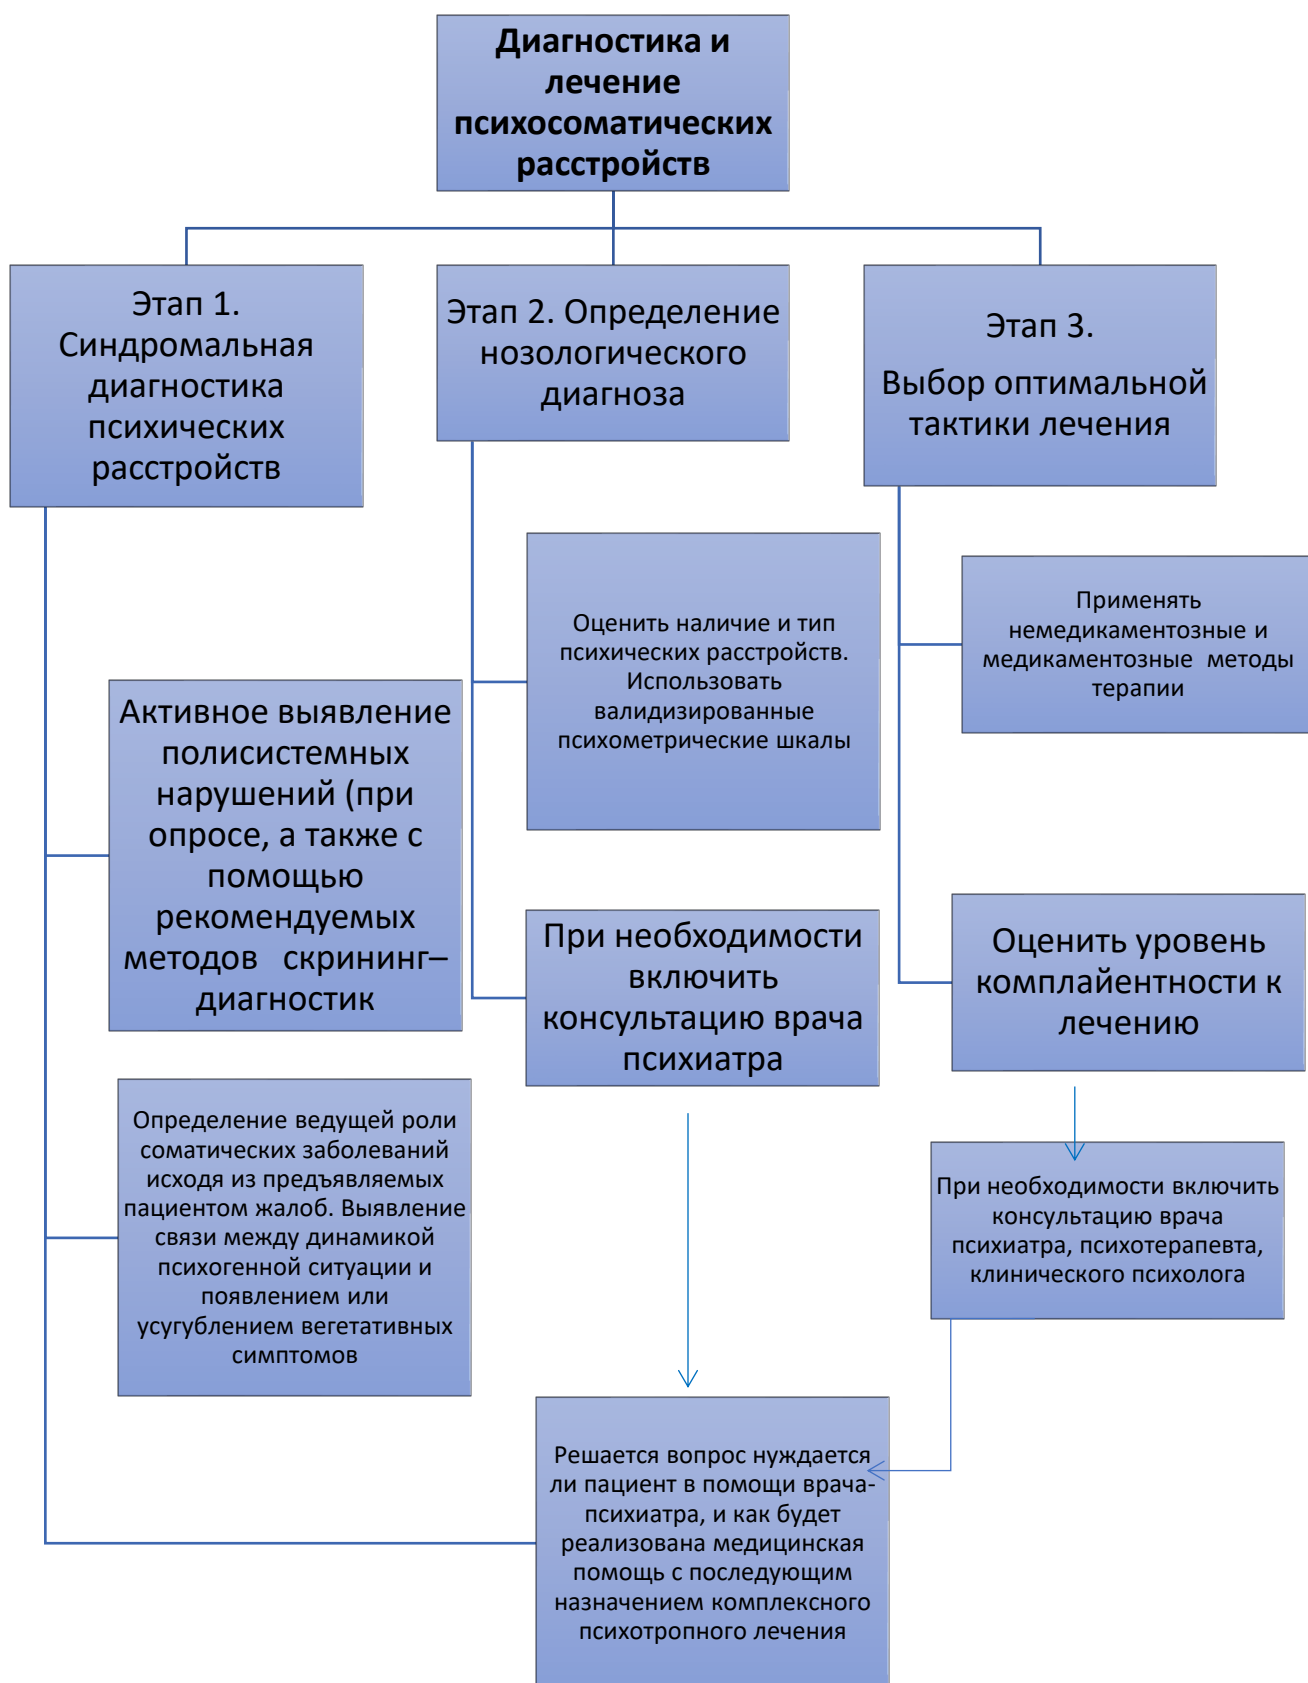 Диагностика и
лечение
психосоматических
расстройств
Этап 1.
Синдромальная
диагностика
психических
расстройств
Этап 2. Определение
нозологического
диагноза
Этап 3.
Выбор оптимальной
тактики лечения
Активное выявление
полисистемных
нарушений (при
опросе, а также с
помощью
рекомендуемых
методов скрининг–
диагностик
Определение ведущей роли
соматических заболеваний
исходя из предъявляемых
пациентом жалоб. Выявление
связи между динамикой
психогенной ситуации и
появлением или
усугублением вегетативных
симптомов
Оценить наличие и тип
психических расстройств.
Использовать
валидизированные
психометрические шкалы
При необходимости
включить
консультацию врача
психиатра
Применять
немедикаментозные и
медикаментозные методы
терапии
Оценить уровень
комплайентности к
лечению
При необходимости включить
консультацию врача
психиатра, психотерапевта,
клинического психолога
Решается вопрос нуждается
ли пациент в помощи врача-
психиатра, и как будет
реализована медицинская
помощь с последующим
назначением комплексного
психотропного лечения